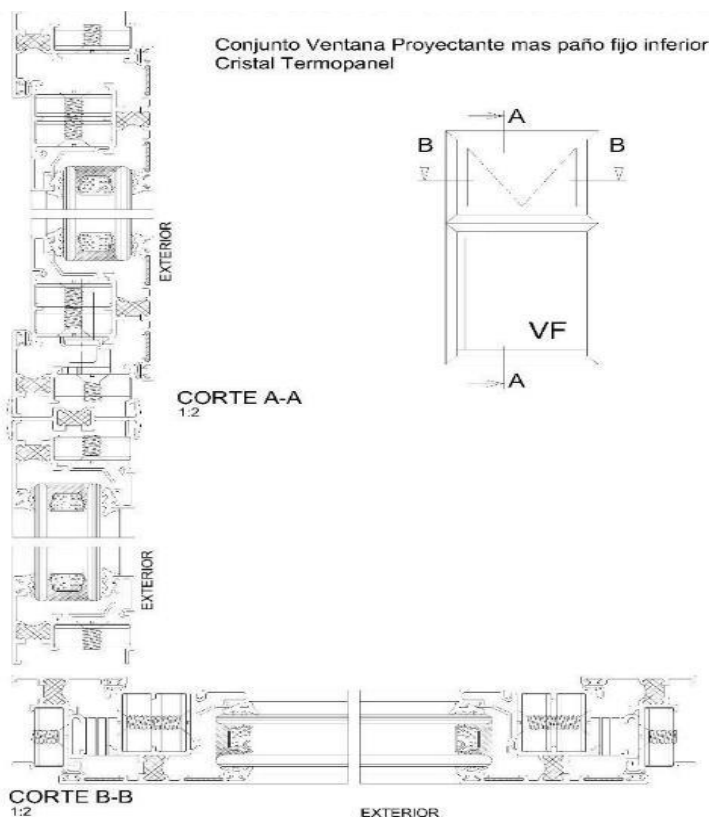 Conjunto Ventana Proyectante mas paño fijo inferior
Cristal Termopanel
A
B
B
EXTERIOR
VF
A
CORTE A-A
1:2
EXTERIOR
CORTE B-B
1:2
EXTERIOR